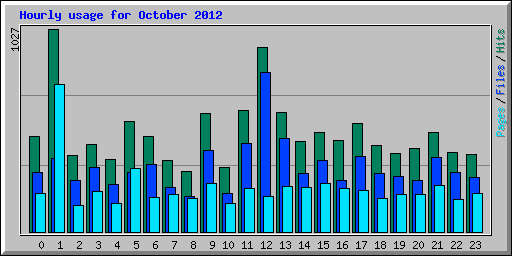 Hourly usage for October 2012
1027
Pages/Files/Hits
0 1 2 3 4 5 6 7 8 9 10 11 12 13 14 15 16 17 18 19 20 21 22 23